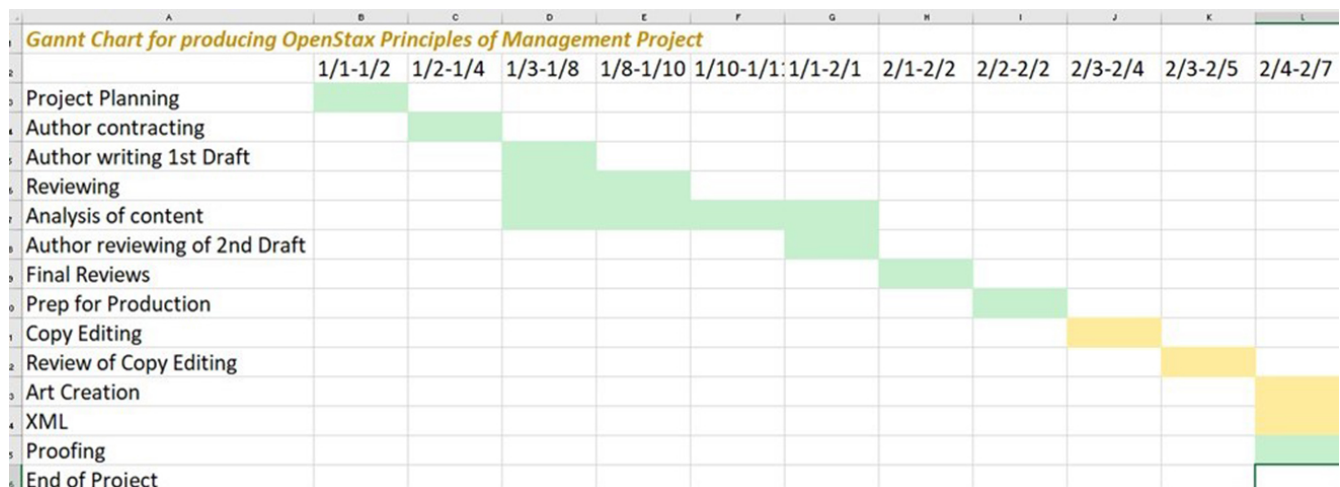 A B C D E F G H I J K L
Gannt Chart for producing OpenStax Principles of Management Project
1/1-1/2 1/2-1/4 1/3-1/8 1/8-1/10 1/10-1/11 1/1-2/1 2/1-2/2 2/2-2/2 2/3-2/4 2/3-2/5 2/4-2/7
Project Planning
Author contracting
Author writing 1st Draft
Reviewing
Analysis of content
Author reviewing of 2nd Draft
Final Reviews
Prep for Production
Copy Editing
Review of Copy Editing
Art Creation
XML
Proofing
End of Project